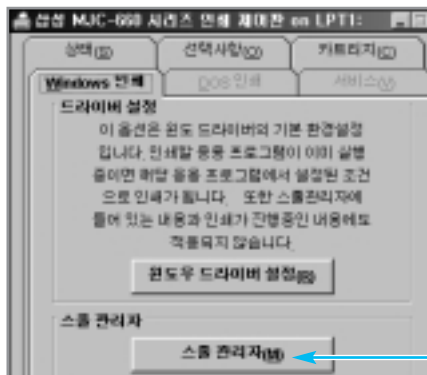 삼성 MJC-660 시리즈 인쇄 제어판 on LPT1:
상태(S) 선택사항(O) 카트리지(C)
Windows 인쇄 DOS 인쇄 서비스(V)
드라이버 설정
이 옵션은 윈도 드라이버의 기본 환경설정
입니다. 인쇄할 응용 프로그램이 이미 실행
중이면 해당 응용 프로그램에서 설정된 조건
으로 인쇄가 됩니다. 또한 스풀관리자에
들어 있는 내용과 인쇄가 진행중인 내용에도
적용되지 않습니다.
윈도우 드라이버 설정(R)
스풀 관리자
스풀 관리자(M)